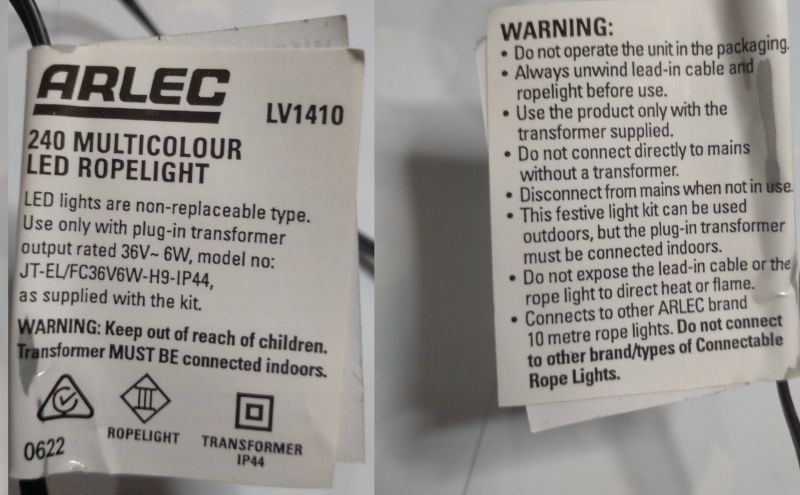 ARLEC
LV1410
240 MULTICOLOUR
LED ROPELIGHT
LED lights are non-replaceable type.
Use only with plug-in transformer
output rated 36V~ 6W, model no:
JT-EL/FC36V6W-H9-IP44,
as supplied with the kit.
WARNING: Keep out of reach of children.
Transformer MUST BE connected indoors.
III
ROPELIGHT
TRANSFORMER
IP44
0622
WARNING:
• Do not operate the unit in the packaging.
• Always unwind lead-in cable and
ropelight before use.
• Use the product only with the
transformer supplied.
• Do not connect directly to mains
without a transformer.
• Disconnect from mains when not in use.
• This festive light kit can be used
outdoors, but the plug-in transformer
must be connected indoors.
• Do not expose the lead-in cable or the
rope light to direct heat or flame.
• Connects to other ARLEC brand
10 metre rope lights. Do not connect
to other brand/types of Connectable
Rope Lights.